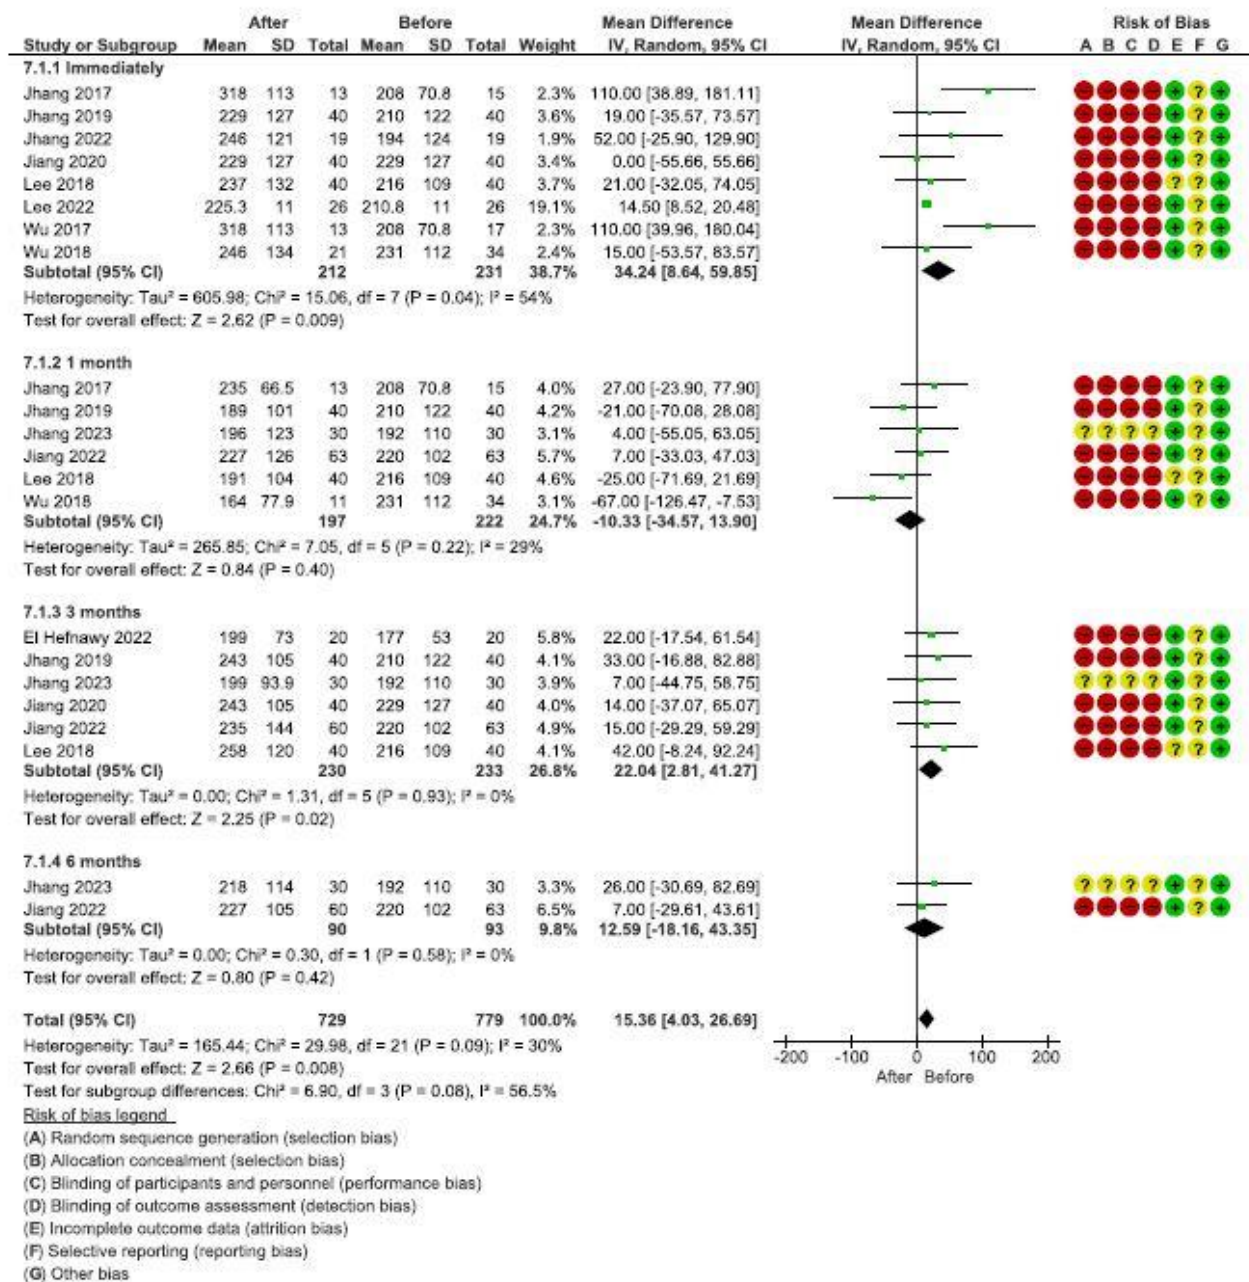 After Before Mean Difference Mean Difference Risk of Bias
Study or Subgroup Mean SD Total Mean SD Total Weight IV, Random, 95% CI IV, Random, 95% CI A B C D E F G
7.1.1 Immediately
Jhang 2017 318 113 13 208 70.8 15 2.3% 110.00 [38.89, 181.11] - - - - + ? +
Jhang 2019 229 127 40 210 122 40 3.6% 19.00 [-35.57, 73.57] - - - - + ? +
Jhang 2022 246 121 19 194 124 19 1.9% 52.00 [-25.90, 129.90] - - - - + ? +
Jiang 2020 229 127 40 229 127 40 3.4% 0.00 [-55.66, 55.66] - - - - + ? +
Lee 2018 237 132 40 216 109 40 3.7% 21.00 [-32.05, 74.05] - - - - ? ? +
Lee 2022 225.3 11 26 210.8 11 26 19.1% 14.50 [8.52, 20.48] - - - - + ? +
Wu 2017 318 113 13 208 70.8 17 2.3% 110.00 [39.96, 180.04] - - - - + ? +
Wu 2018 246 134 21 231 112 34 2.4% 15.00 [-53.57, 83.57] - - - - + ? +
Subtotal (95% CI) 212 231 38.7% 34.24 [8.64, 59.85]
Heterogeneity: Tau² = 605.98; Chi² = 15.06, df = 7 (P = 0.04); I² = 54%
Test for overall effect: Z = 2.62 (P = 0.009)
7.1.2 1 month
Jhang 2017 235 66.5 13 208 70.8 15 4.0% 27.00 [-23.90, 77.90] - - - - + ? +
Jhang 2019 189 101 40 210 122 40 4.2% -21.00 [-70.08, 28.08] - - - - + ? +
Jhang 2023 196 123 30 192 110 30 3.1% 4.00 [-55.05, 63.05] ? ? ? ? + ? +
Jiang 2022 227 126 63 220 102 63 5.7% 7.00 [-33.03, 47.03] - - - - + ? +
Lee 2018 191 104 40 216 109 40 4.6% -25.00 [-71.69, 21.69] - - - - ? ? +
Wu 2018 164 77.9 11 231 112 34 3.1% -67.00 [-126.47, -7.53] - - - - + ? +
Subtotal (95% CI) 197 222 24.7% -10.33 [-34.57, 13.90]
Heterogeneity: Tau² = 265.85; Chi² = 7.05, df = 5 (P = 0.22); I² = 29%
Test for overall effect: Z = 0.84 (P = 0.40)
7.1.3 3 months
El Hefnawy 2022 199 73 20 177 53 20 5.8% 22.00 [-17.54, 61.54] - - - - + ? +
Jhang 2019 243 105 40 210 122 40 4.1% 33.00 [-16.88, 82.88] - - - - + ? +
Jhang 2023 199 93.9 30 192 110 30 3.9% 7.00 [-44.75, 58.75] ? ? ? ? + ? +
Jiang 2020 243 105 40 229 127 40 4.0% 14.00 [-37.07, 65.07] - - - - + ? +
Jiang 2022 235 144 60 220 102 63 4.9% 15.00 [-29.29, 59.29] - - - - + ? +
Lee 2018 258 120 40 216 109 40 4.1% 42.00 [-8.24, 92.24] - - - - ? ? +
Subtotal (95% CI) 230 233 26.8% 22.04 [2.81, 41.27]
Heterogeneity: Tau² = 0.00; Chi² = 1.31, df = 5 (P = 0.93); I² = 0%
Test for overall effect: Z = 2.25 (P = 0.02)
7.1.4 6 months
Jhang 2023 218 114 30 192 110 30 3.3% 26.00 [-30.69, 82.69] ? ? ? ? + ? +
Jiang 2022 227 105 60 220 102 63 6.5% 7.00 [-29.61, 43.61] - - - - + ? +
Subtotal (95% CI) 90 93 9.8% 12.59 [-18.16, 43.35]
Heterogeneity: Tau² = 0.00; Chi² = 0.30, df = 1 (P = 0.58); I² = 0%
Test for overall effect: Z = 0.80 (P = 0.42)
Total (95% CI) 729 779 100.0% 15.36 [4.03, 26.69]
Heterogeneity: Tau² = 165.44; Chi² = 29.98, df = 21 (P = 0.09); I² = 30%
-200 -100 0 100 200
Test for overall effect: Z = 2.66 (P = 0.008)
After Before
Test for subgroup differences: Chi² = 6.90, df = 3 (P = 0.08), I² = 56.5%
Risk of bias legend
(A) Random sequence generation (selection bias)
(B) Allocation concealment (selection bias)
(C) Blinding of participants and personnel (performance bias)
(D) Blinding of outcome assessment (detection bias)
(E) Incomplete outcome data (attrition bias)
(F) Selective reporting (reporting bias)
(G) Other bias